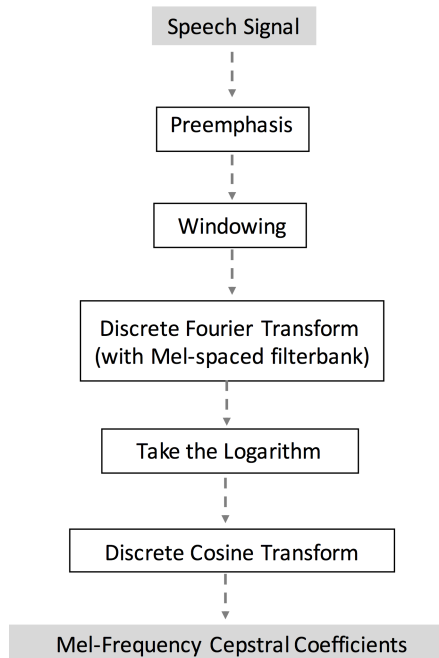 Speech Signal
Preemphasis
Windowing
Discrete Fourier Transform
(with Mel-spaced filterbank)
Take the Logarithm
Discrete Cosine Transform
Mel-Frequency Cepstral Coefficients